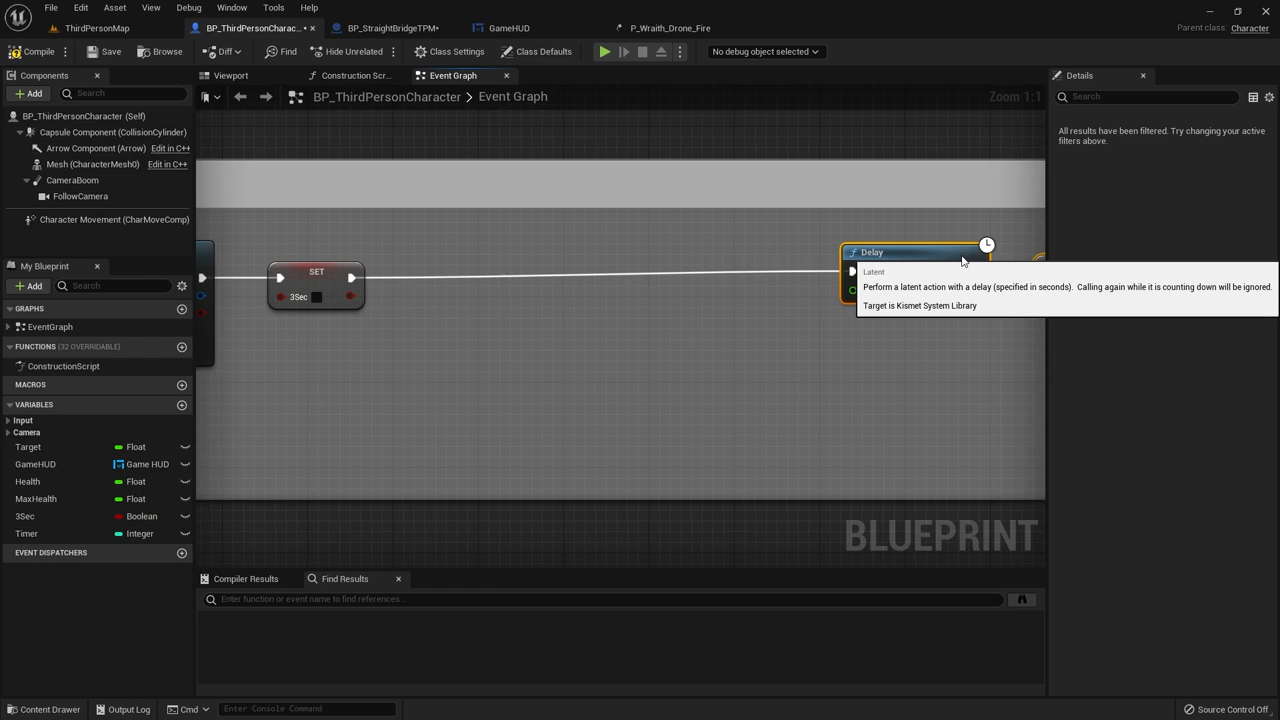 File Edit Asset View Debug Window Tools Help
ThirdPersonMap
BP_ThirdPersonCharac...
BP_StraightBridgeTPM*
GameHUD
P_Wraith_Drone_Fire
Parent class: Character
Compile Save Browse Diff Find Hide Unrelated Class Settings Class Defaults No debug object selected
Components
Viewport
Construction Scr...
Event Graph
Details
Add Search
BP_ThirdPersonCharacter > Event Graph
Zoom 1:1
Search
BP_ThirdPersonCharacter (Self)
Capsule Component (CollisionCylinder)
Arrow Component (Arrow) Edit in C++
Mesh (CharacterMesh0) Edit in C++
CameraBoom
FollowCamera
Character Movement (CharMoveComp)
All results have been filtered. Try changing your active
filters above.
My Blueprint
Add Search
GRAPHS
EventGraph
FUNCTIONS (32 OVERRIDABLE)
ConstructionScript
MACROS
VARIABLES
Input
Camera
Target Float
GameHUD Game HUD
Health Float
MaxHealth Float
3Sec Boolean
Timer Integer
EVENT DISPATCHERS
SET
3Sec
Delay
Latent
Perform a latent action with a delay (specified in seconds). Calling again while it is counting down will be ignored.
Target is Kismet System Library
BLUEPRINT
Compiler Results
Find Results
Enter function or event name to find references...
Content Drawer Output Log Cmd Enter Console Command Source Control Off